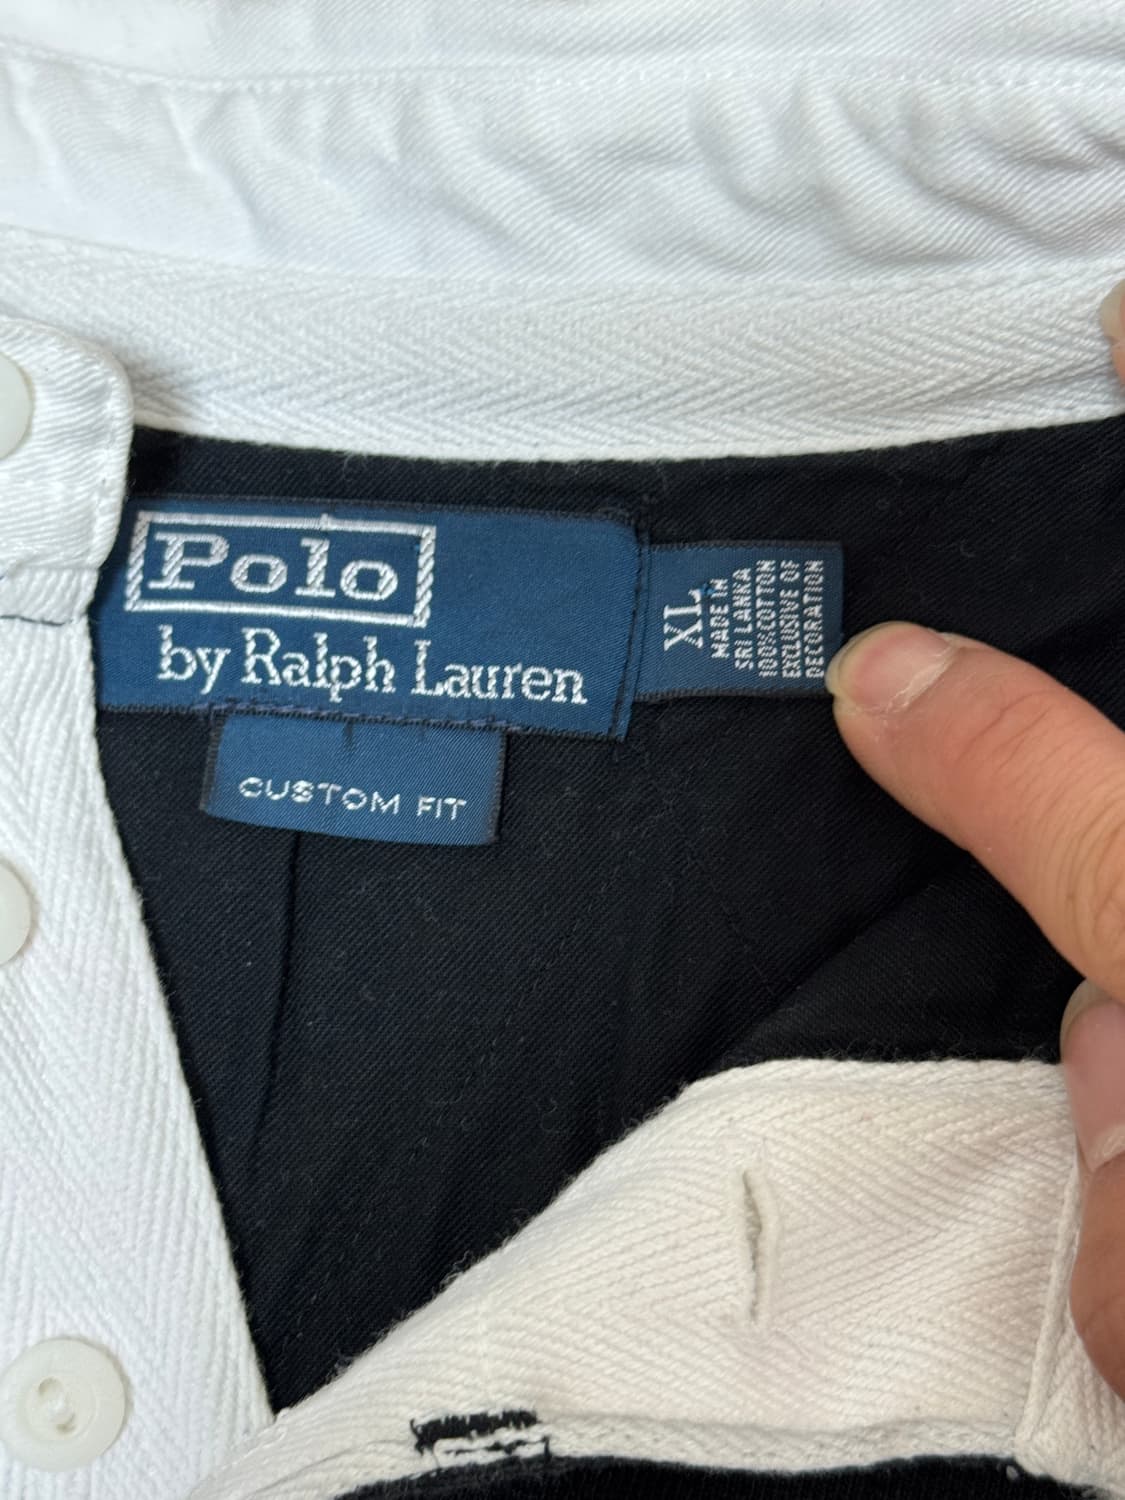 Polo
by Ralph Lauren
CUSTOM FIT
XL
MADE IN
SRI LANKA
100% COTTON
EXCLUSIVE OF
DECORATION